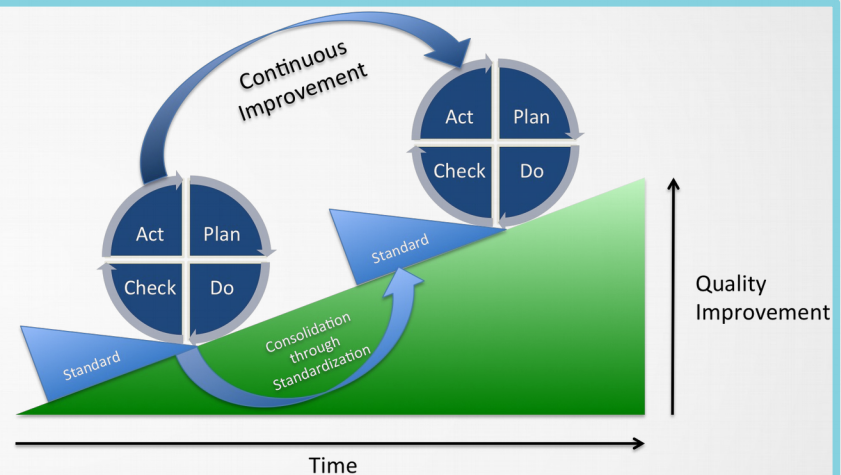 Continuous
Improvement
Act
Plan
Check
Do
Act
Plan
Check
Do
Standard
Standard
Consolidation
through
Standardization
Quality
Improvement
Time